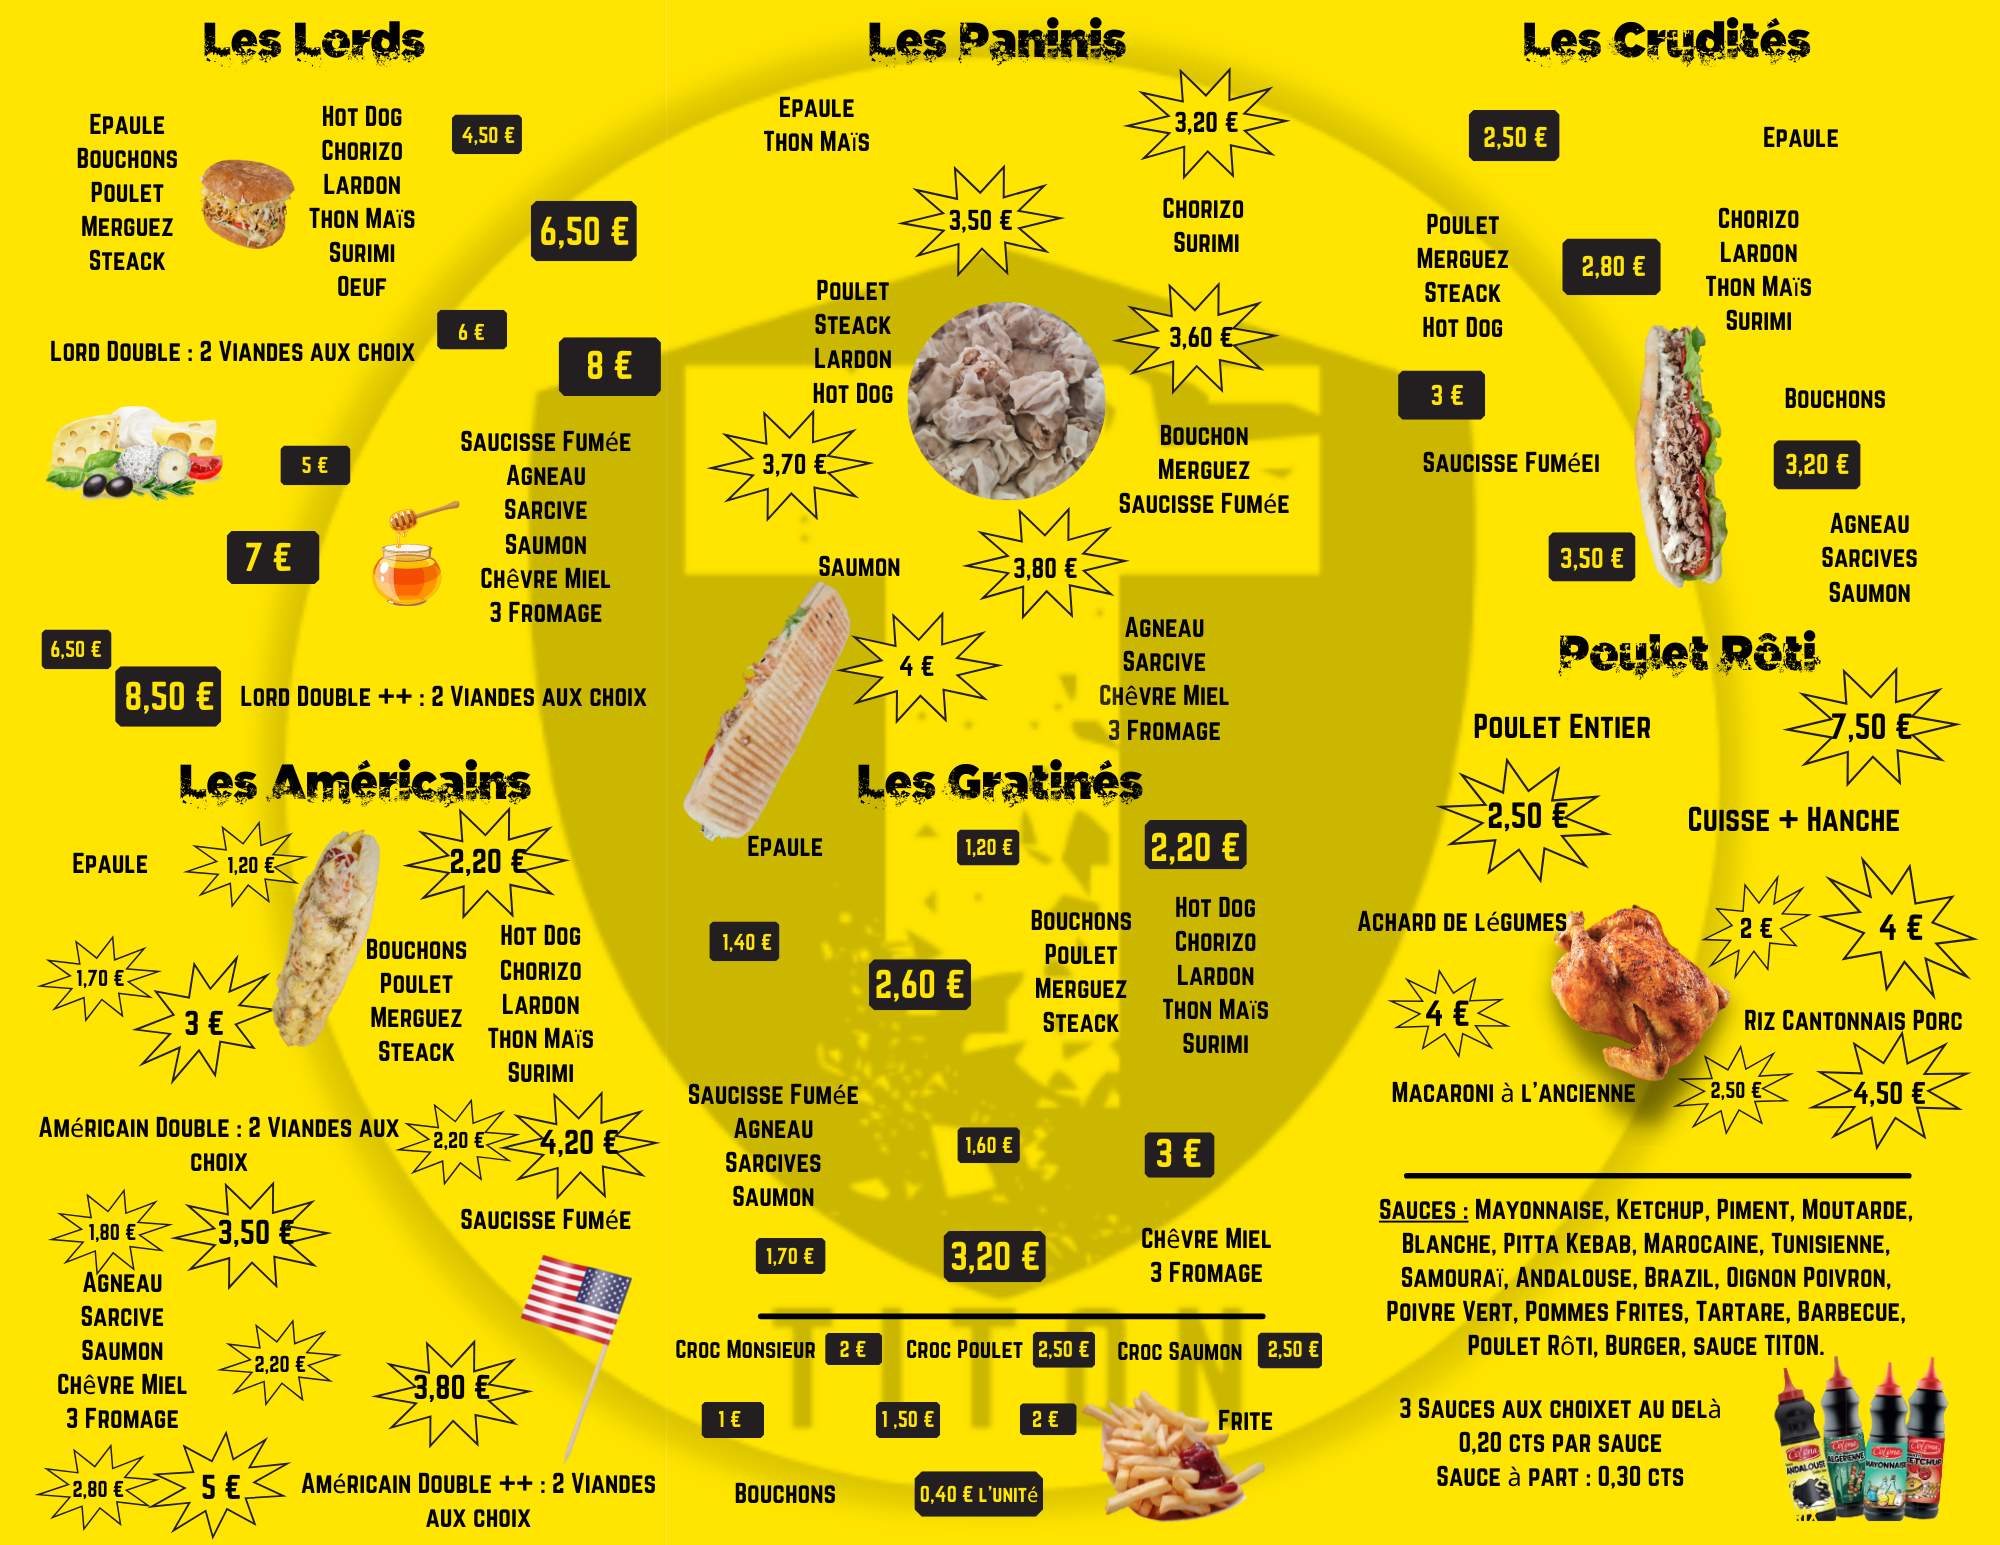 Les Lords
Epaule
Bouchons
Poulet
Merguez
Steack
Hot Dog
Chorizo
Lardon
Thon Maïs
Surimi
Oeuf
4,50 €
6,50 €
Lord Double : 2 Viandes aux choix
6 €
8 €
5 €
7 €
Saucisse Fumée
Agneau
Sarcive
Saumon
Chêvre Miel
3 Fromage
6,50 €
8,50 €
Lord Double ++ : 2 Viandes aux choix
Les Américains
Epaule
1,20 €
2,20 €
1,70 €
3 €
Bouchons
Poulet
Merguez
Steack
Hot Dog
Chorizo
Lardon
Thon Maïs
Surimi
Américain Double : 2 Viandes aux
choix
2,20 €
4,20 €
1,80 €
3,50 €
Saucisse Fumée
Agneau
Sarcive
Saumon
Chêvre Miel
3 Fromage
2,20 €
3,80 €
2,80 €
5 €
Américain Double ++ : 2 Viandes
aux choix
Les Paninis
Epaule
Thon Maïs
3,20 €
3,50 €
Chorizo
Surimi
Poulet
Steack
Lardon
Hot Dog
3,60 €
3,70 €
Bouchon
Merguez
Saucisse Fumée
Saumon
3,80 €
4 €
Agneau
Sarcive
Chêvre Miel
3 Fromage
Les Gratinés
Epaule
1,20 €
2,20 €
1,40 €
2,60 €
Bouchons
Poulet
Merguez
Steack
Hot Dog
Chorizo
Lardon
Thon Maïs
Surimi
Saucisse Fumée
Agneau
Sarcives
Saumon
1,60 €
3 €
1,70 €
3,20 €
Chêvre Miel
3 Fromage
TITON
Croc Monsieur 2 € Croc Poulet 2,50 € Croc Saumon 2,50 €
1 € 1,50 € 2 € Frite
Bouchons 0,40 € l'unité
Les Crudités
2,50 €
Epaule
Poulet
Merguez
Steack
Hot Dog
2,80 €
Chorizo
Lardon
Thon Maïs
Surimi
3 €
Bouchons
Saucisse FuméeI
3,20 €
3,50 €
Agneau
Sarcives
Saumon
Poulet Rôti
Poulet Entier
7,50 €
2,50 €
Cuisse + Hanche
Achard de légumes
2 €
4 €
4 €
Riz Cantonnais Porc
Macaroni à l'ancienne
2,50 €
4,50 €
Sauces : Mayonnaise, Ketchup, Piment, Moutarde,
Blanche, Pitta Kebab, Marocaine, Tunisienne,
Samouraï, Andalouse, Brazil, Oignon Poivron,
Poivre Vert, Pommes Frites, Tartare, Barbecue,
Poulet Rôti, Burger, sauce TITON.
3 Sauces aux choixet au delà
0,20 cts par sauce
Sauce à part : 0,30 cts
Colona
ANDALOUSE
Colona
ALGERIENNE
Colona
MAYONNAISE
Colona
KETCHUP